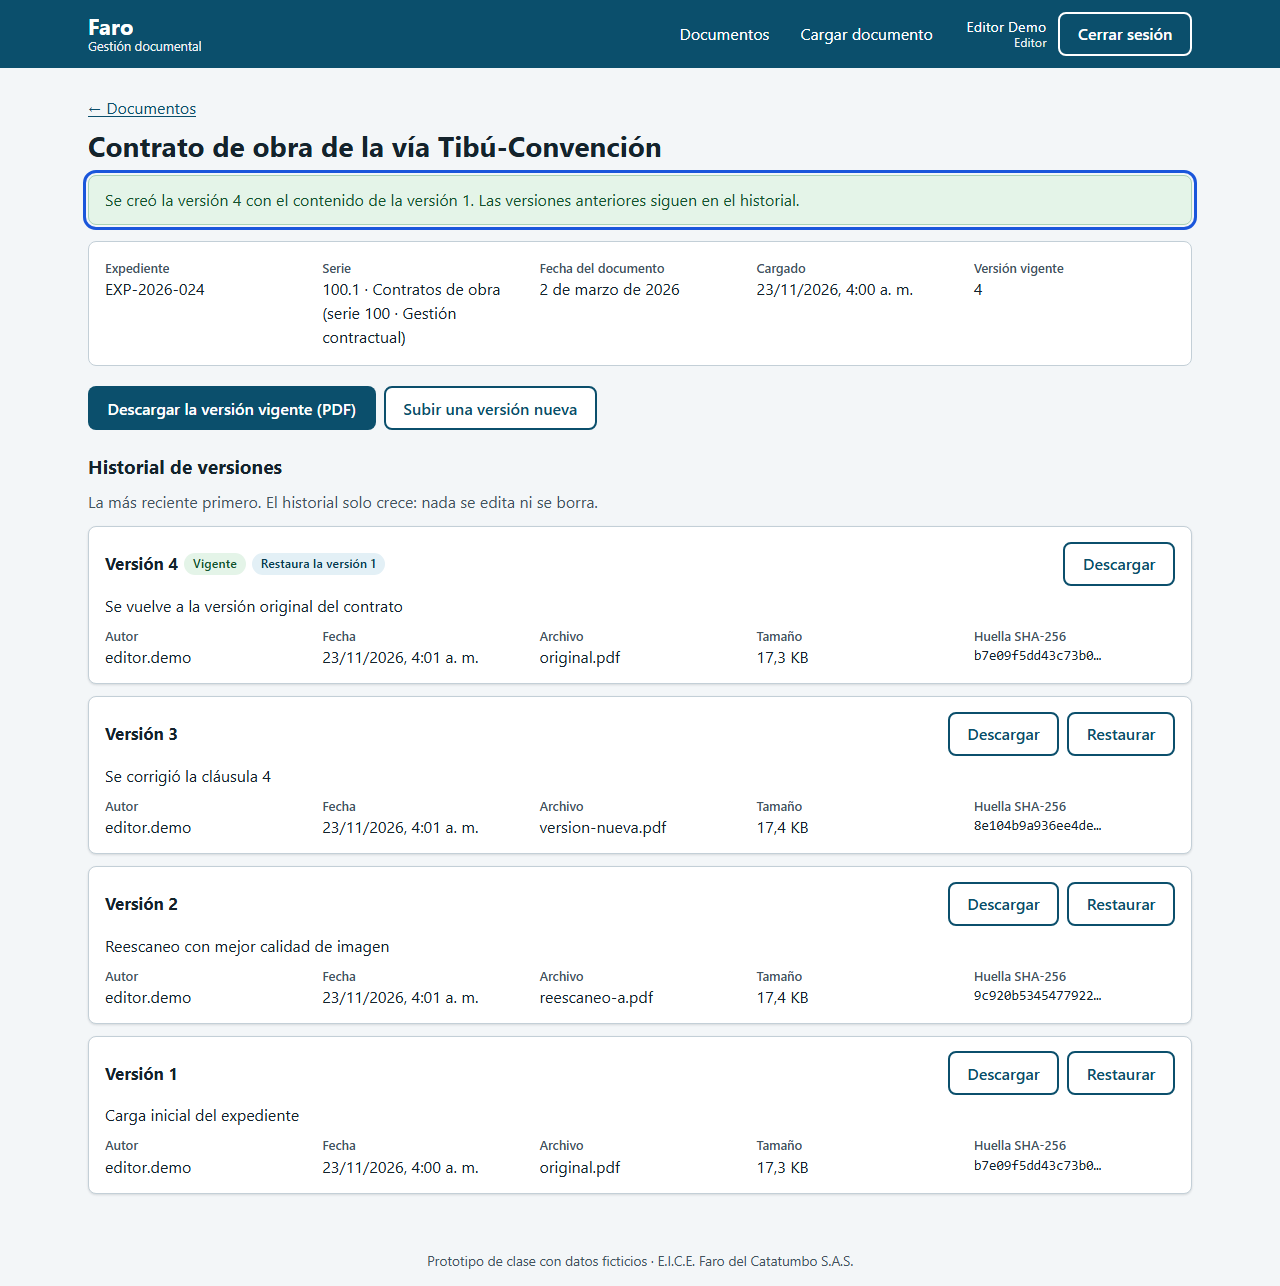 Faro
Gestión documental
Documentos
Cargar documento
Editor Demo
Editor
Cerrar sesión
← Documentos
Contrato de obra de la vía Tibú-Convención
Se creó la versión 4 con el contenido de la versión 1. Las versiones anteriores siguen en el historial.
Expediente
EXP-2026-024
Serie
100.1 · Contratos de obra
(serie 100 · Gestión
contractual)
Fecha del documento
2 de marzo de 2026
Cargado
23/11/2026, 4:00 a. m.
Versión vigente
4
Descargar la versión vigente (PDF)
Subir una versión nueva
Historial de versiones
La más reciente primero. El historial solo crece: nada se edita ni se borra.
Versión 4
Vigente
Restaura la versión 1
Descargar
Se vuelve a la versión original del contrato
Autor
editor.demo
Fecha
23/11/2026, 4:01 a. m.
Archivo
original.pdf
Tamaño
17,3 KB
Huella SHA-256
b7e09f5dd43c73b0…
Versión 3
Descargar
Restaurar
Se corrigió la cláusula 4
Autor
editor.demo
Fecha
23/11/2026, 4:01 a. m.
Archivo
version-nueva.pdf
Tamaño
17,4 KB
Huella SHA-256
8e104b9a936ee4de…
Versión 2
Descargar
Restaurar
Reescaneo con mejor calidad de imagen
Autor
editor.demo
Fecha
23/11/2026, 4:01 a. m.
Archivo
reescaneo-a.pdf
Tamaño
17,4 KB
Huella SHA-256
9c920b5345477922…
Versión 1
Descargar
Restaurar
Carga inicial del expediente
Autor
editor.demo
Fecha
23/11/2026, 4:00 a. m.
Archivo
original.pdf
Tamaño
17,3 KB
Huella SHA-256
b7e09f5dd43c73b0…
Prototipo de clase con datos ficticios · E.I.C.E. Faro del Catatumbo S.A.S.